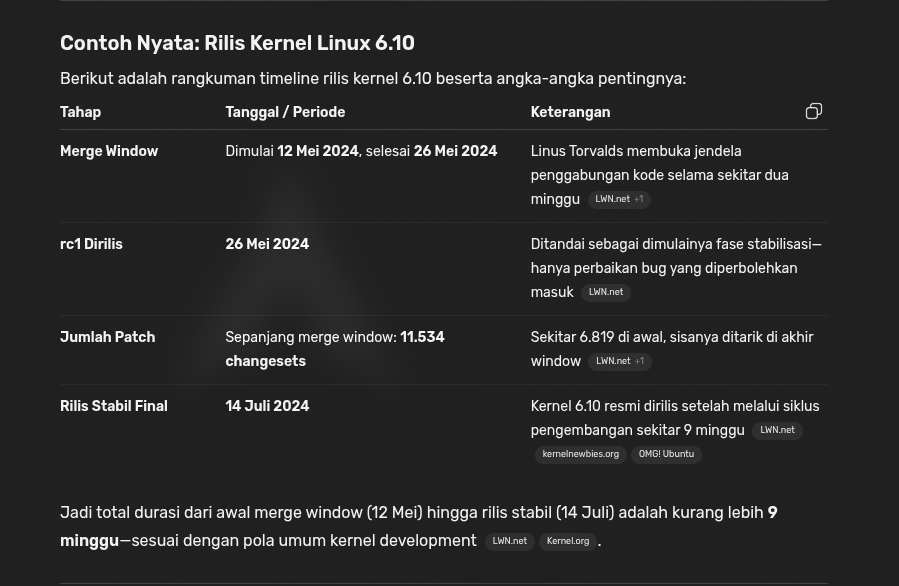 Contoh Nyata: Rilis Kernel Linux 6.10
Berikut adalah rangkuman timeline rilis kernel 6.10 beserta angka-angka pentingnya:
Tahap Tanggal / Periode Keterangan
Merge Window Dimulai 12 Mei 2024, selesai 26 Mei 2024 Linus Torvalds membuka jendela
penggabungan kode selama sekitar dua
minggu LWN.net +1
rc1 Dirilis 26 Mei 2024 Ditandai sebagai dimulainya fase stabilisasi—
hanya perbaikan bug yang diperbolehkan
masuk LWN.net
Jumlah Patch Sepanjang merge window: 11.534 Sekitar 6.819 di awal, sisanya ditarik di akhir
changesets window LWN.net +1
Rilis Stabil Final 14 Juli 2024 Kernel 6.10 resmi dirilis setelah melalui siklus
pengembangan sekitar 9 minggu LWN.net
kernelnewbies.org OMG! Ubuntu
Jadi total durasi dari awal merge window (12 Mei) hingga rilis stabil (14 Juli) adalah kurang lebih 9
minggu—sesuai dengan pola umum kernel development LWN.net Kernel.org .